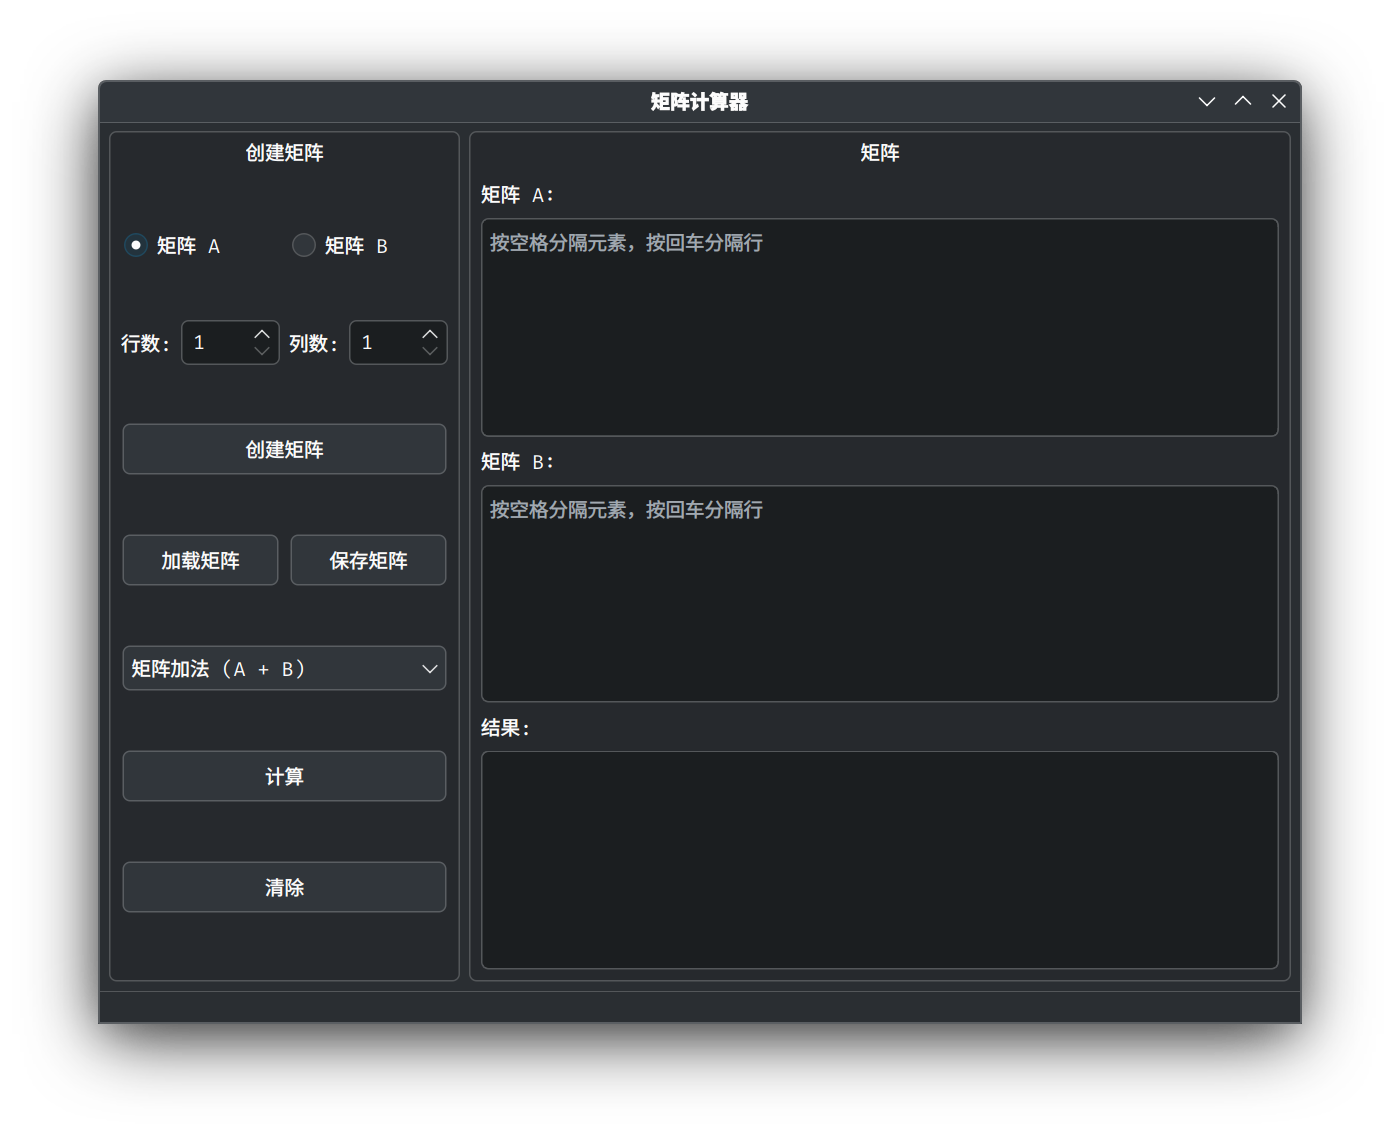 矩阵计算器
创建矩阵
矩阵 A
矩阵 B
行数: 1 列数: 1
创建矩阵
加载矩阵 保存矩阵
矩阵加法 (A + B)
计算
清除
矩阵
矩阵 A:
按空格分隔元素，按回车分隔行
矩阵 B:
按空格分隔元素，按回车分隔行
结果: